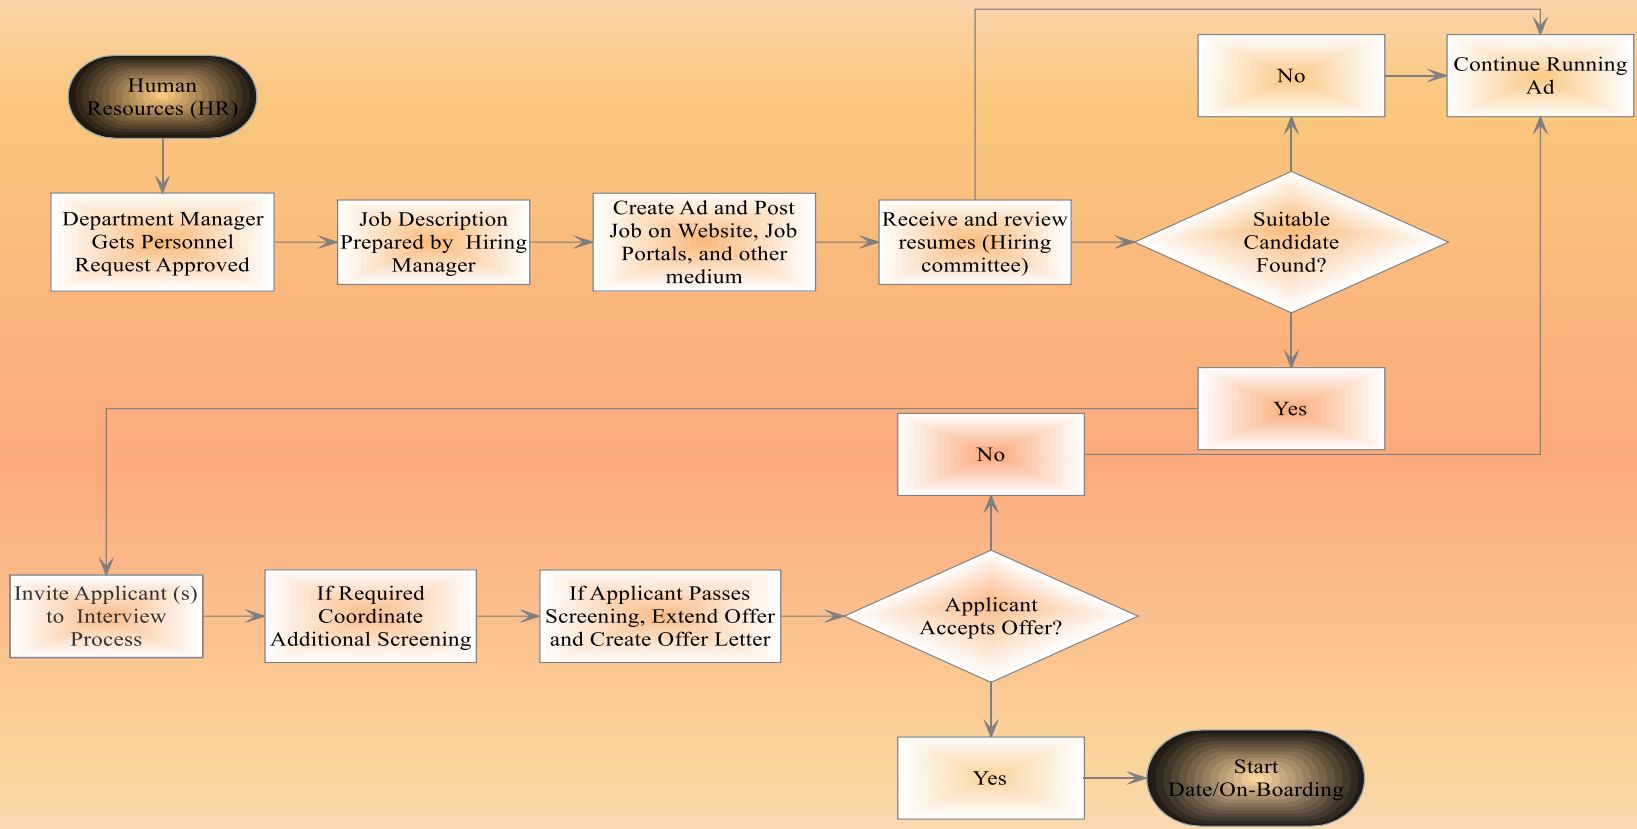 Human
Resources (HR)
Department Manager
Gets Personnel
Request Approved
Job Description
Prepared by  Hiring
Manager
Create Ad and Post
Job on Website, Job
Portals, and other
medium
Receive and review
resumes (Hiring
committee)
Suitable
Candidate
Found?
No
Continue Running
Ad
Yes
Invite Applicant (s)
to  Interview
Process
If Required
Coordinate
Additional Screening
If Applicant Passes
Screening, Extend Offer
and Create Offer Letter
Applicant
Accepts Offer?
No
Yes
Start
Date/On-Boarding